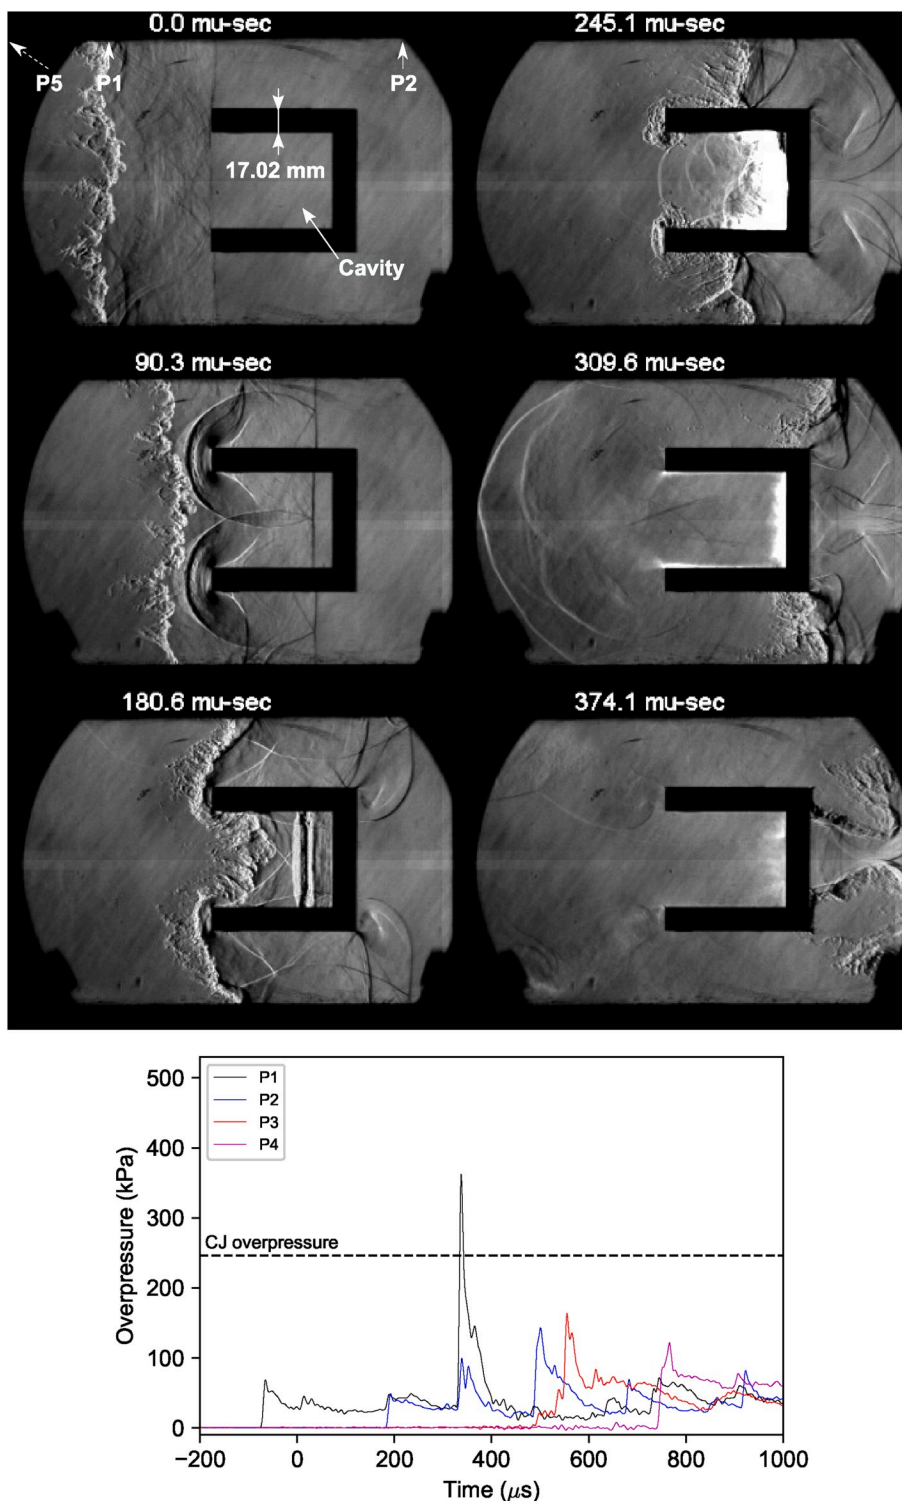 0.0 mu-sec
245.1 mu-sec
P5
P1
P2
17.02 mm
Cavity
90.3 mu-sec
309.6 mu-sec
180.6 mu-sec
374.1 mu-sec
500
400
300
200
100
0
Overpressure (kPa)
P1
P2
P3
P4
CJ overpressure
−200
0
200
400
600
800
1000
Time (μs)